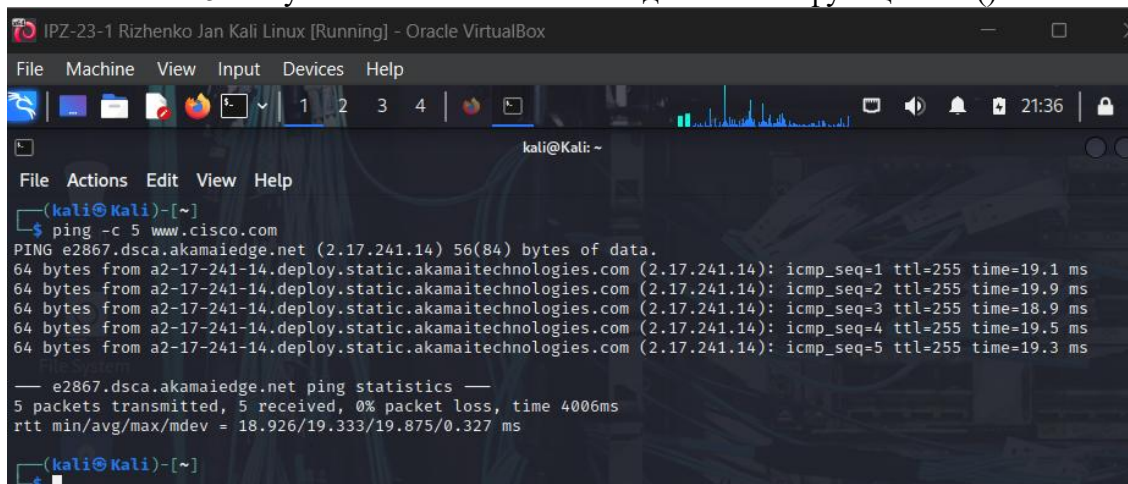 IPZ-23-1 Rizhenko Jan Kali Linux [Running] - Oracle VirtualBox
File Machine View Input Devices Help
1 2 3 4 21:36
kali@Kali: ~
File Actions Edit View Help
(kali㉿Kali)-[~]
$ ping -c 5 www.cisco.com
PING e2867.dsca.akamaiedge.net (2.17.241.14) 56(84) bytes of data.
64 bytes from a2-17-241-14.deploy.static.akamaitechnologies.com (2.17.241.14): icmp_seq=1 ttl=255 time=19.1 ms
64 bytes from a2-17-241-14.deploy.static.akamaitechnologies.com (2.17.241.14): icmp_seq=2 ttl=255 time=19.9 ms
64 bytes from a2-17-241-14.deploy.static.akamaitechnologies.com (2.17.241.14): icmp_seq=3 ttl=255 time=18.9 ms
64 bytes from a2-17-241-14.deploy.static.akamaitechnologies.com (2.17.241.14): icmp_seq=4 ttl=255 time=19.5 ms
64 bytes from a2-17-241-14.deploy.static.akamaitechnologies.com (2.17.241.14): icmp_seq=5 ttl=255 time=19.3 ms
File System
— e2867.dsca.akamaiedge.net ping statistics —
5 packets transmitted, 5 received, 0% packet loss, time 4006ms
rtt min/avg/max/mdev = 18.926/19.333/19.875/0.327 ms
(kali㉿Kali)-[~]
$